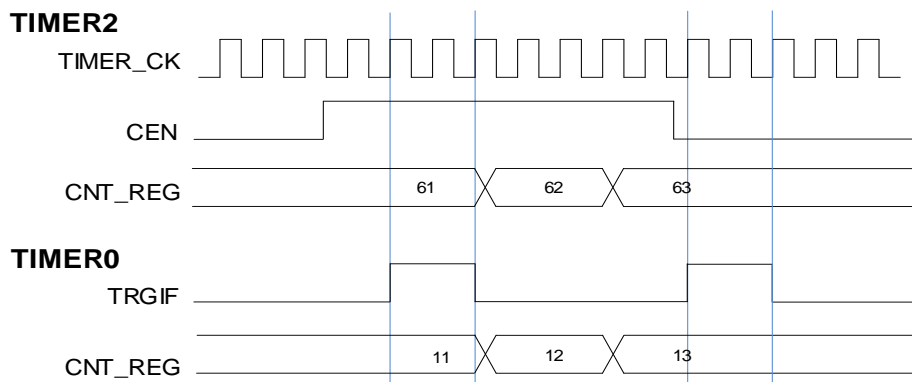 TIMER2
TIMER_CK
CEN
CNT_REG 61 62 63
TIMER0
TRGIF
CNT_REG 11 12 13